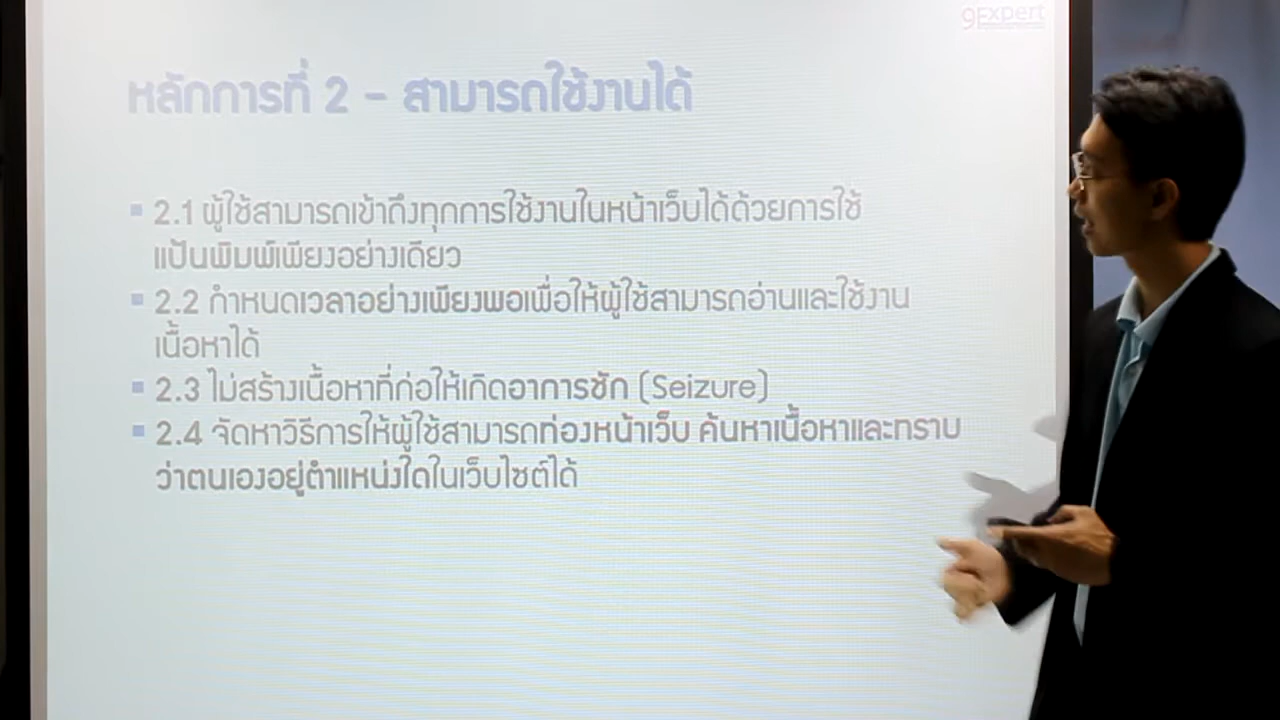 9Expert
หลักการที่ 2 - สามารถใช้งานได้
2.1 ผู้ใช้สามารถเข้าถึงทุกการใช้งานในหน้าเว็บได้ด้วยการใช้
แป้นพิมพ์เพียงอย่างเดียว
2.2 กำหนดเวลาอย่างเพียงพอเพื่อให้ผู้ใช้สามารถอ่านและใช้งาน
เนื้อหาได้
2.3 ไม่สร้างเนื้อหาที่ก่อให้เกิดอาการชัก (Seizure)
2.4 จัดหาวิธีการให้ผู้ใช้สามารถท่องหน้าเว็บ ค้นหาเนื้อหาและทราบ
ว่าตนเองอยู่ตำแหน่งใดในเว็บไซต์ได้